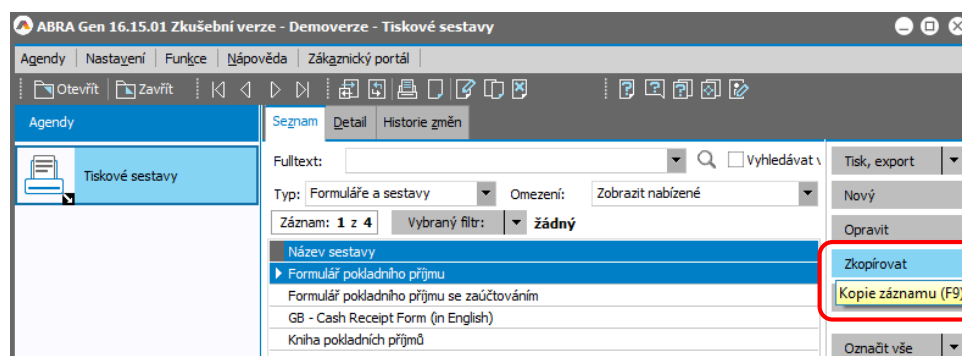 ABRA Gen 16.15.01 Zkušební verze - Demoverze - Tiskové sestavy
Agendy Nastavení Funkce Nápověda Zákaznický portál
Otevřít Zavřít
Agendy Seznam Detail Historie změn
Tiskové sestavy
Fulltext: Vyhledávat v
Typ: Formuláře a sestavy Omezení: Zobrazit nabízené
Záznam: 1 z 4 Vybraný filtr: žádný
Název sestavy
Formulář pokladního příjmu
Formulář pokladního příjmu se zaúčtováním
GB - Cash Receipt Form (in English)
Kniha pokladních příjmů
Tisk, export
Nový
Opravit
Zkopírovat
Kopie záznamu (F9)
Označit vše